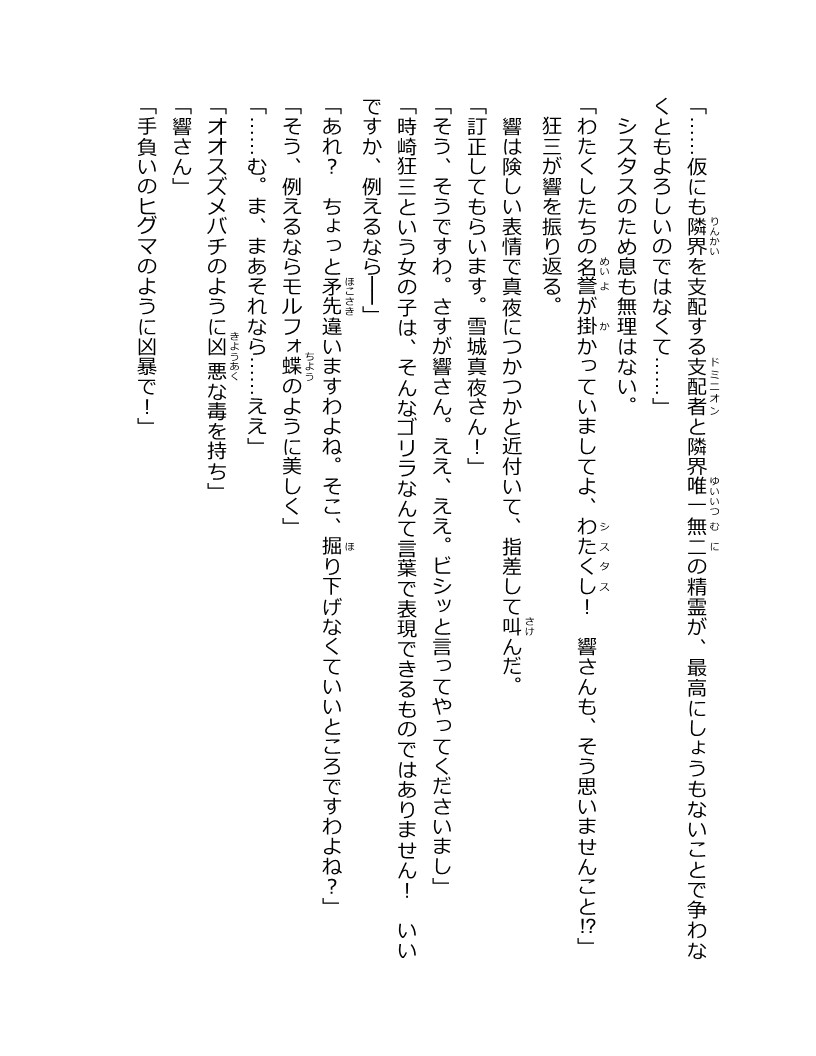 「……仮にも隣界を支配する支配者と隣界唯一無二の精霊が、最高にしょうもないことで争わな
くともよろしいのではなくて……」
　シスタスのため息も無理はない。
「わたくしたちの名誉が掛かっていましてよ、わたくし！　響さんも、そう思いませんこと!?」
　狂三が響を振り返る。
　響は険しい表情で真夜につかつかと近付いて、指差して叫んだ。
「訂正してもらいます。雪城真夜さん！」
「そう、そうですわ。さすが響さん。ええ、ええ。ビシッと言ってやってくださいまし」
「時崎狂三という女の子は、そんなゴリラなんて言葉で表現できるものではありません！　いい
ですか、例えるなら――」
「あれ？　ちょっと矛先違いますわよね。そこ、掘り下げなくていいところですわよね？」
「そう、例えるならモルフォ蝶のように美しく」
「……む。ま、まあそれなら……ええ」
「オオスズメバチのように凶悪な毒を持ち」
「響さん」
「手負いのヒグマのように凶暴で！」